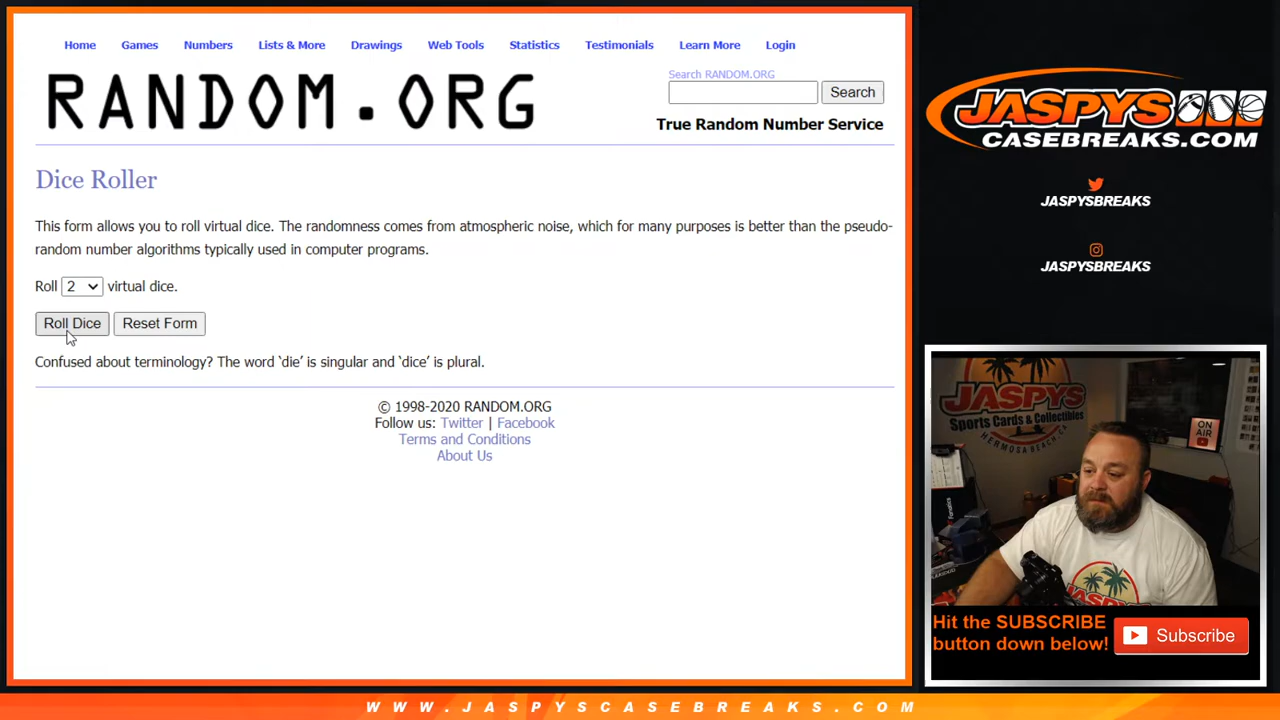 Home Games Numbers Lists & More Drawings Web Tools Statistics Testimonials Learn More Login
RANDOM.ORG
Search RANDOM.ORG
Search
True Random Number Service
Dice Roller
This form allows you to roll virtual dice. The randomness comes from atmospheric noise, which for many purposes is better than the pseudo-
random number algorithms typically used in computer programs.
Roll 2 virtual dice.
Roll Dice Reset Form
Confused about terminology? The word ‘die’ is singular and ‘dice’ is plural.
© 1998-2020 RANDOM.ORG
Follow us: Twitter | Facebook
Terms and Conditions
About Us
JASPYS
CASEBREAKS.COM
JASPYSBREAKS
JASPYSBREAKS
JASPYS
Sports Cards & Collectibles
HERMOSA BEACH, CA
ON
AIR
Hit the SUBSCRIBE
button down below!
Subscribe
WWW.JASPYSCASEBREAKS.COM